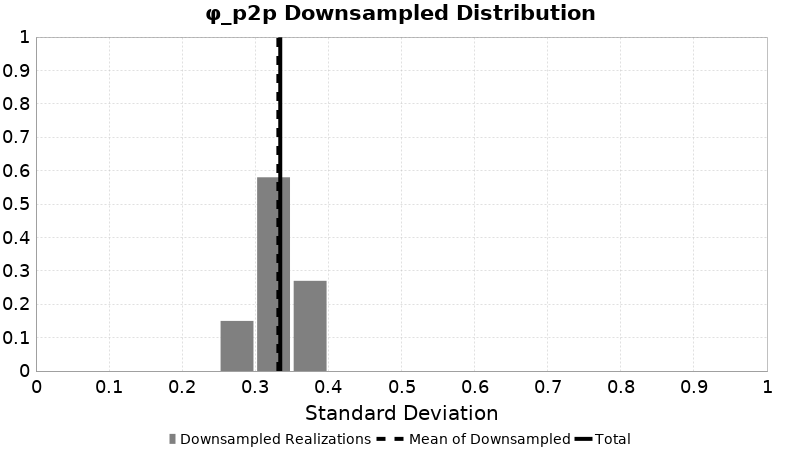 φ_p2p Downsampled Distribution
1
0.9
0.8
0.7
0.6
0.5
0.4
0.3
0.2
0.1
0
0 0.1 0.2 0.3 0.4 0.5 0.6 0.7 0.8 0.9 1
Standard Deviation
Downsampled Realizations Mean of Downsampled Total